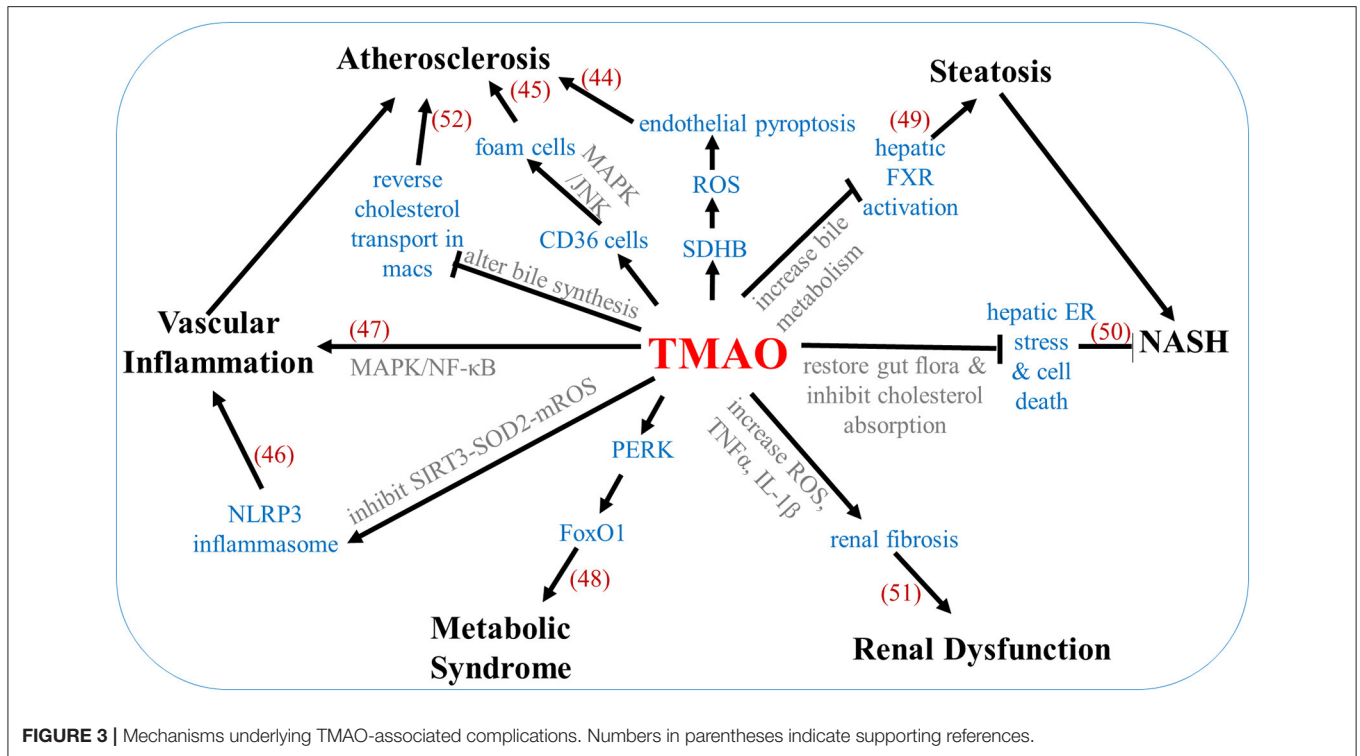 Atherosclerosis
Steatosis
(52)
(45)
(44)
(49)
endothelial pyroptosis
foam cells
MAPK
/JNK
reverse
cholesterol
transport in
macs
CD36 cells
ROS
SDHB
hepatic
FXR
activation
alter bile synthesis
increase bile
metabolism
Vascular
Inflammation
(47)
MAPK/NF-κB
TMAO
restore gut flora &
inhibit cholesterol
absorption
hepatic ER
stress
& cell
death
(50)
NASH
inhibit SIRT3-SOD2-mROS
(46)
NLRP3
inflammasome
PERK
FoxO1
(48)
Metabolic
Syndrome
increase ROS,
TNFα, IL-1β
renal fibrosis
(51)
Renal Dysfunction
FIGURE 3 | Mechanisms underlying TMAO-associated complications. Numbers in parentheses indicate supporting references.